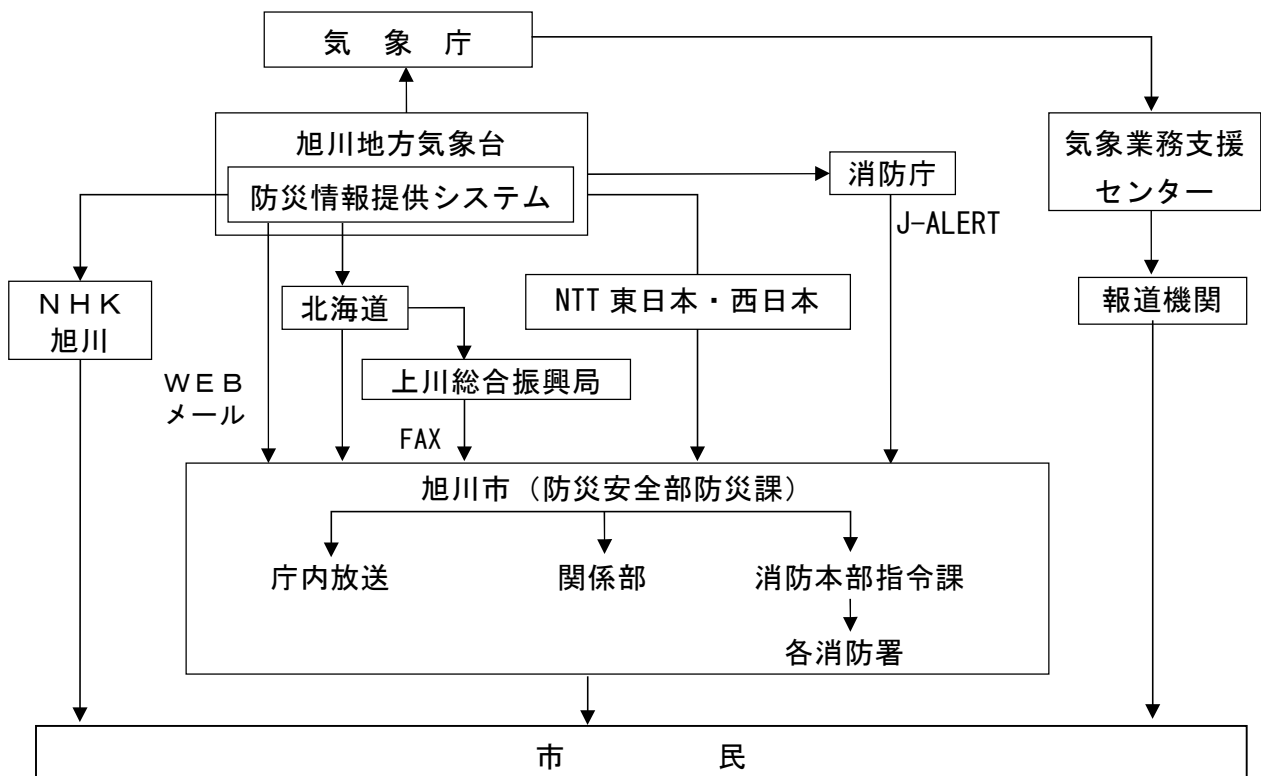 気 象 庁
旭川地方気象台
防災情報提供システム
消防庁
気象業務支援
センター
J-ALERT
NHK
旭川
北海道
NTT 東日本・西日本
報道機関
上川総合振興局
WEB
メール
FAX
旭川市（防災安全部防災課）
庁内放送
関係部
消防本部指令課
各消防署
市 民